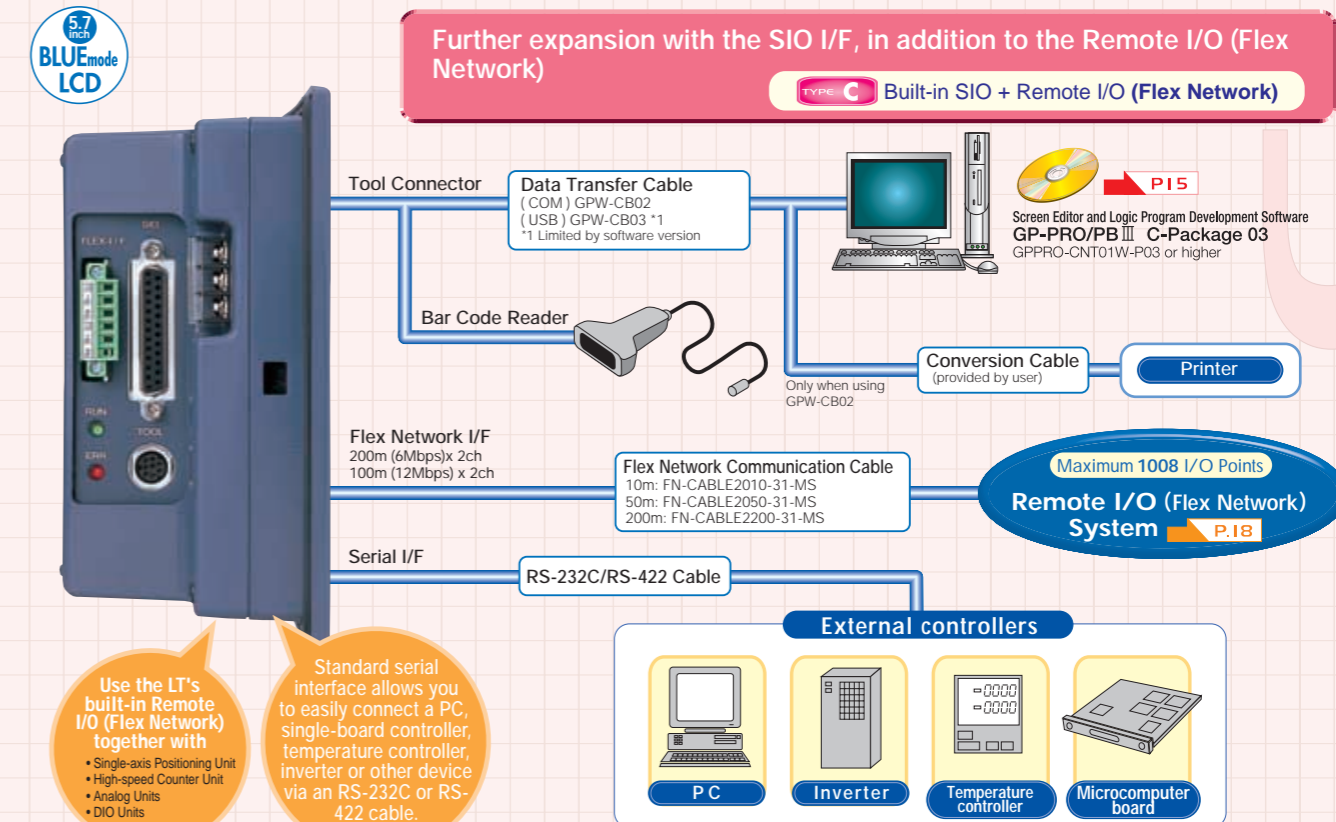 5.7
inch
BLUEmode
LCD
Further expansion with the SIO I/F, in addition to the Remote I/O (Flex
Network)
TYPE C Built-in SIO + Remote I/O (Flex Network)
Tool Connector
Data Transfer Cable
( COM ) GPW-CB02
( USB ) GPW-CB03 *1
*1 Limited by software version
P15
Screen Editor and Logic Program Development Software
GP-PRO/PBⅢ C-Package 03
GPPRO-CNT01W-P03 or higher
Bar Code Reader
Only when using
GPW-CB02
Conversion Cable
(provided by user)
Printer
FLEX I/F
SIO
RUN
TOOL
ERR
Flex Network I/F
200m (6Mbps)x 2ch
100m (12Mbps) x 2ch
Flex Network Communication Cable
10m: FN-CABLE2010-31-MS
50m: FN-CABLE2050-31-MS
200m: FN-CABLE2200-31-MS
Maximum 1008 I/O Points
Remote I/O (Flex Network)
System P.18
Serial I/F
RS-232C/RS-422 Cable
External controllers
PC
Inverter
Temperature
controller
Microcomputer
board
Use the LT's
built-in Remote
I/O (Flex Network)
together with
• Single-axis Positioning Unit
• High-speed Counter Unit
• Analog Units
• DIO Units
Standard serial
interface allows you
to easily connect a PC,
single-board controller,
temperature controller,
inverter or other device
via an RS-232C or RS-
422 cable.